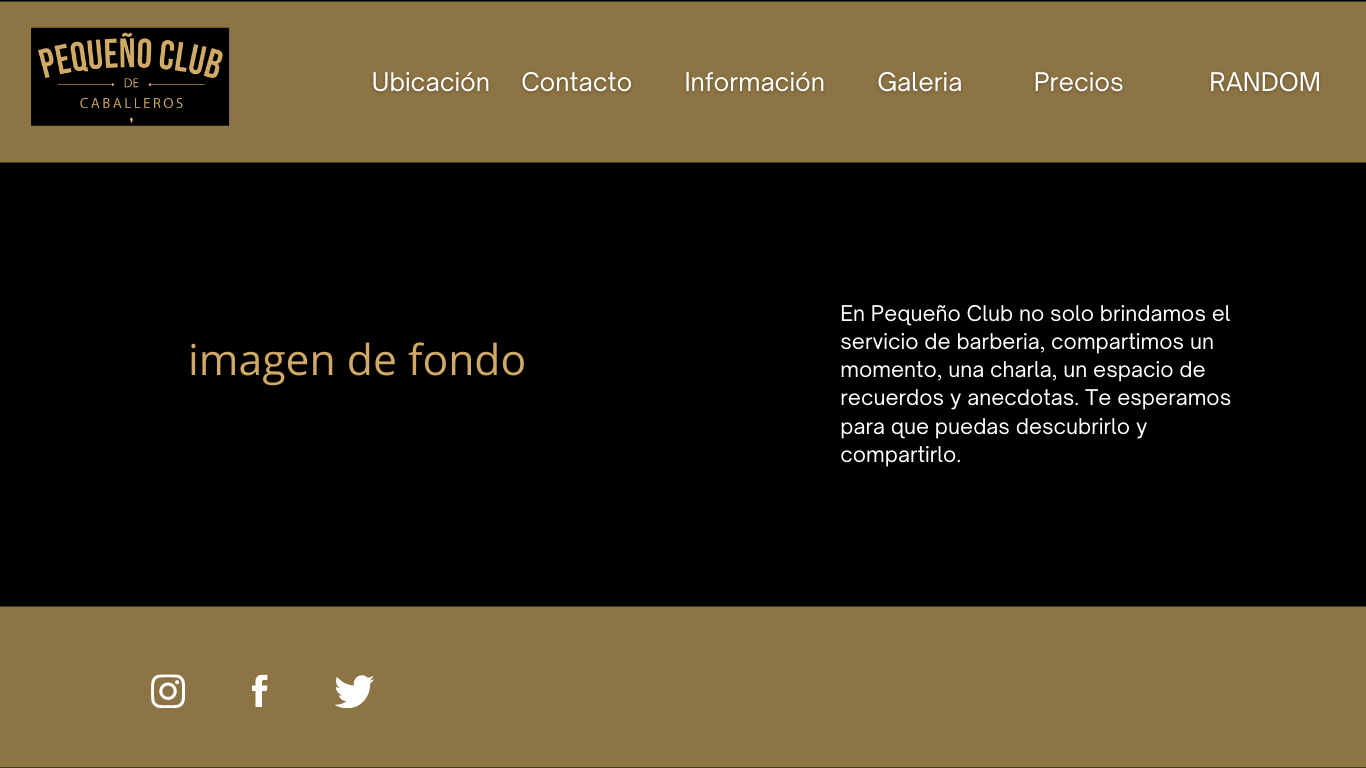 PEQUEÑO CLUB
DE
CABALLEROS
Ubicación Contacto Información Galeria Precios RANDOM
imagen de fondo
En Pequeño Club no solo brindamos el
servicio de barberia, compartimos un
momento, una charla, un espacio de
recuerdos y anecdotas. Te esperamos
para que puedas descubrirlo y
compartirlo.